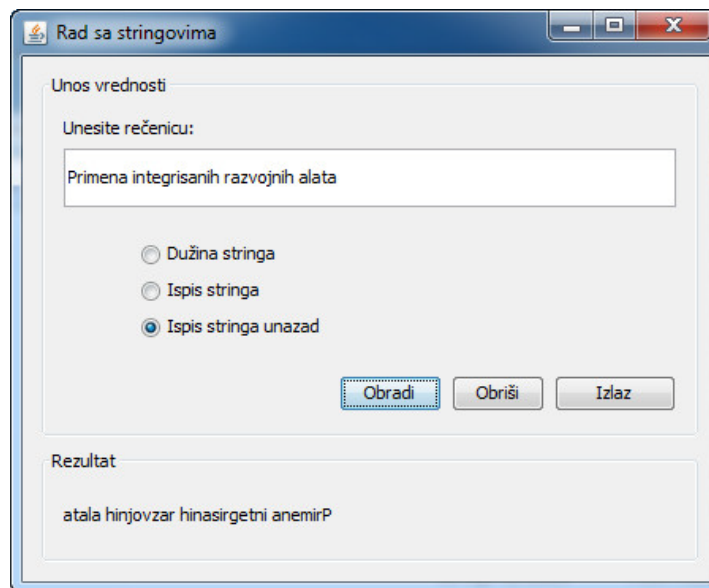 Rad sa stringovima
Unos vrednosti
Unesite rečenicu:
Primena integrisanih razvojnih alata
Dužina stringa
Ispis stringa
Ispis stringa unazad
Obradi Obriši Izlaz
Rezultat
atala hinjovzar hinasirgetni anemirP